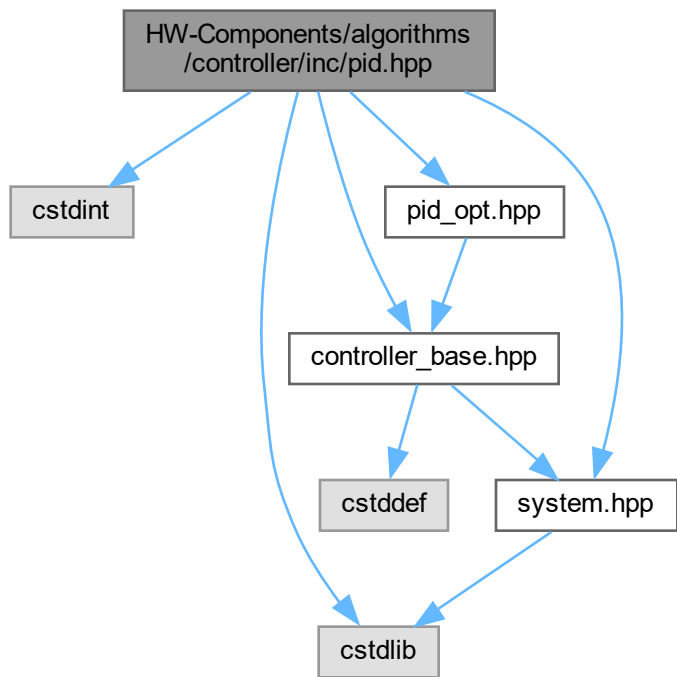 HW-Components/algorithms
/controller/inc/pid.hpp
cstdint
pid_opt.hpp
controller_base.hpp
cstddef
system.hpp
cstdlib